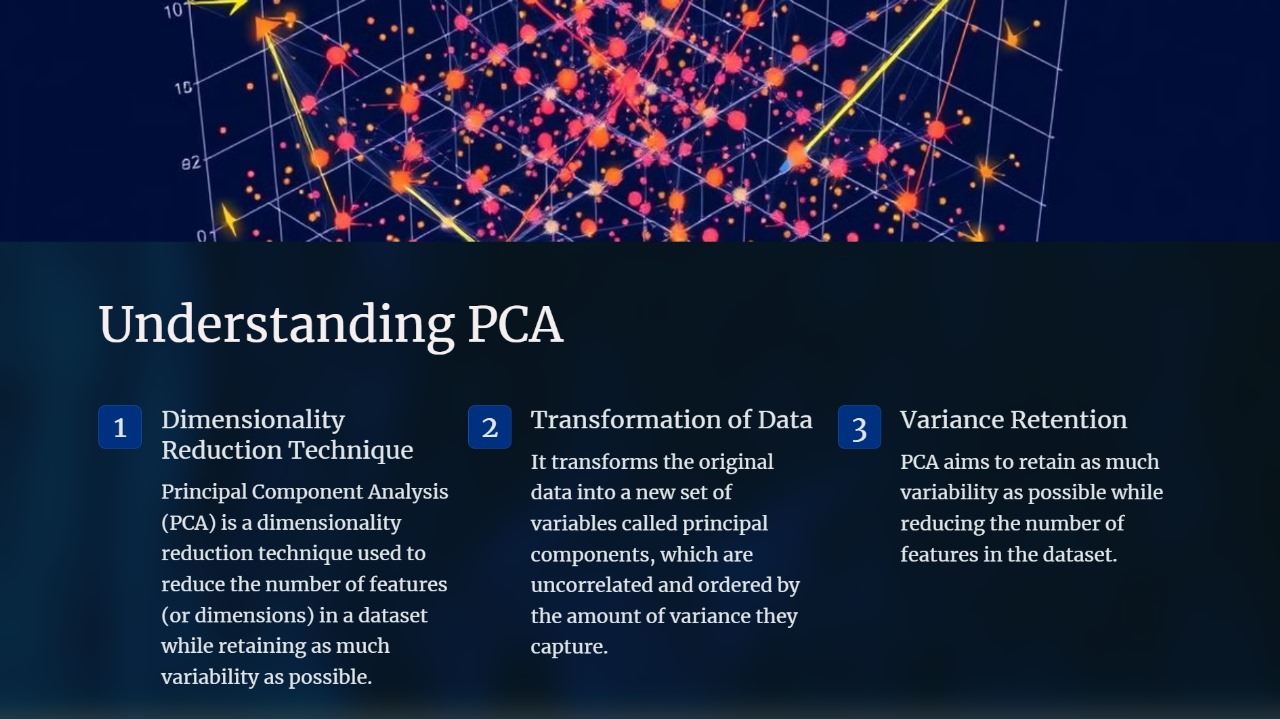 10
15
82
0
Understanding PCA
1
Dimensionality
Reduction Technique
Principal Component Analysis
(PCA) is a dimensionality
reduction technique used to
reduce the number of features
(or dimensions) in a dataset
while retaining as much
variability as possible.
2
Transformation of Data
It transforms the original
data into a new set of
variables called principal
components, which are
uncorrelated and ordered by
the amount of variance they
capture.
3
Variance Retention
PCA aims to retain as much
variability as possible while
reducing the number of
features in the dataset.